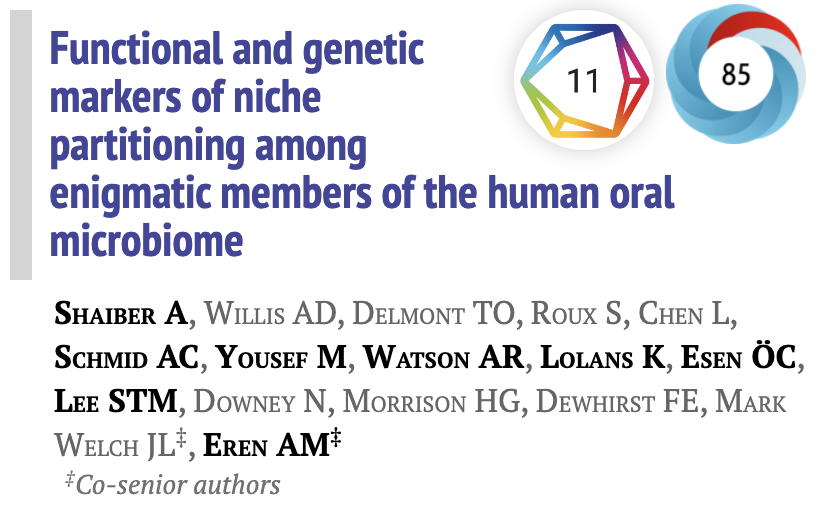 Functional and genetic
markers of niche
partitioning among
enigmatic members of the human oral
microbiome
11
85
Shaiber A, Willis AD, Delmont TO, Roux S, Chen L,
Schmid AC, Yousef M, Watson AR, Lolans K, Esen ÖC,
Lee STM, Downey N, Morrison HG, Dewhirst FE, Mark
Welch JL‡, Eren AM‡
‡Co-senior authors